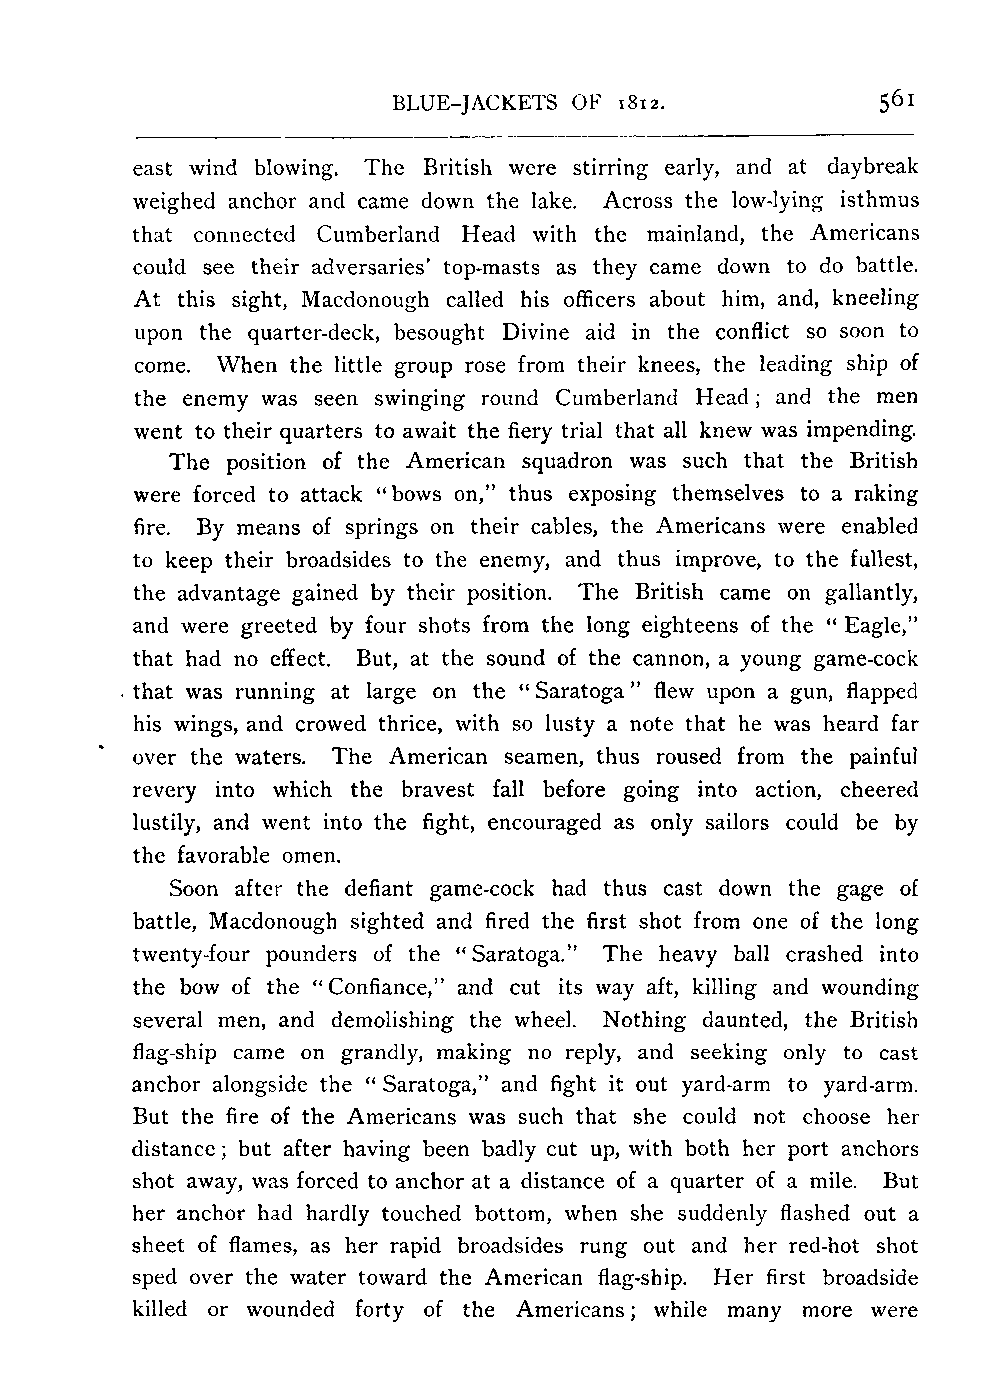 BLUE-JACKETS OF 1812. 561
east wind blowing. The British were stirring early, and at daybreak
weighed anchor and came down the lake. Across the low-lying isthmus
that connected Cumberland Head with the mainland, the Americans
could see their adversaries' top-masts as they came down to do battle.
At this sight, Macdonough called his officers about him, and, kneeling
upon the quarter-deck, besought Divine aid in the conflict so soon to
come. When the little group rose from their knees, the leading ship of
the enemy was seen swinging round Cumberland Head; and the men
went to their quarters to await the fiery trial that all knew was impending.
The position of the American squadron was such that the British
were forced to attack "bows on," thus exposing themselves to a raking
fire. By means of springs on their cables, the Americans were enabled
to keep their broadsides to the enemy, and thus improve, to the fullest,
the advantage gained by their position. The British came on gallantly,
and were greeted by four shots from the long eighteens of the "Eagle,"
that had no effect. But, at the sound of the cannon, a young game-cock
that was running at large on the "Saratoga" flew upon a gun, flapped
his wings, and crowed thrice, with so lusty a note that he was heard far
over the waters. The American seamen, thus roused from the painful
revery into which the bravest fall before going into action, cheered
lustily, and went into the fight, encouraged as only sailors could be by
the favorable omen.
Soon after the defiant game-cock had thus cast down the gage of
battle, Macdonough sighted and fired the first shot from one of the long
twenty-four pounders of the "Saratoga." The heavy ball crashed into
the bow of the "Confiance," and cut its way aft, killing and wounding
several men, and demolishing the wheel. Nothing daunted, the British
flag-ship came on grandly, making no reply, and seeking only to cast
anchor alongside the "Saratoga," and fight it out yard-arm to yard-arm.
But the fire of the Americans was such that she could not choose her
distance; but after having been badly cut up, with both her port anchors
shot away, was forced to anchor at a distance of a quarter of a mile. But
her anchor had hardly touched bottom, when she suddenly flashed out a
sheet of flames, as her rapid broadsides rung out and her red-hot shot
sped over the water toward the American flag-ship. Her first broadside
killed or wounded forty of the Americans; while many more were